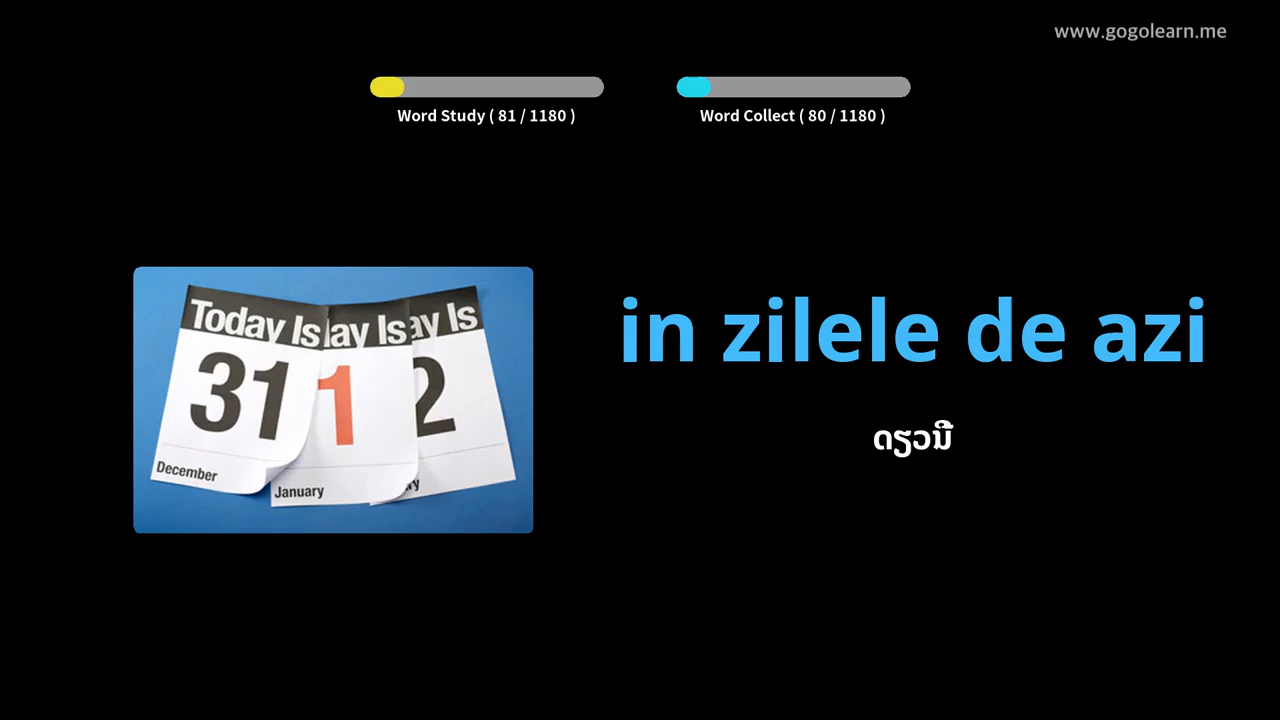 www.gogolearn.me
Word Study ( 81 / 1180 )
Word Collect ( 80 / 1180 )
Today Is
31
December
ay Is
1
January
ay Is
2
ry
in zilele de azi
ດຽວນີ້